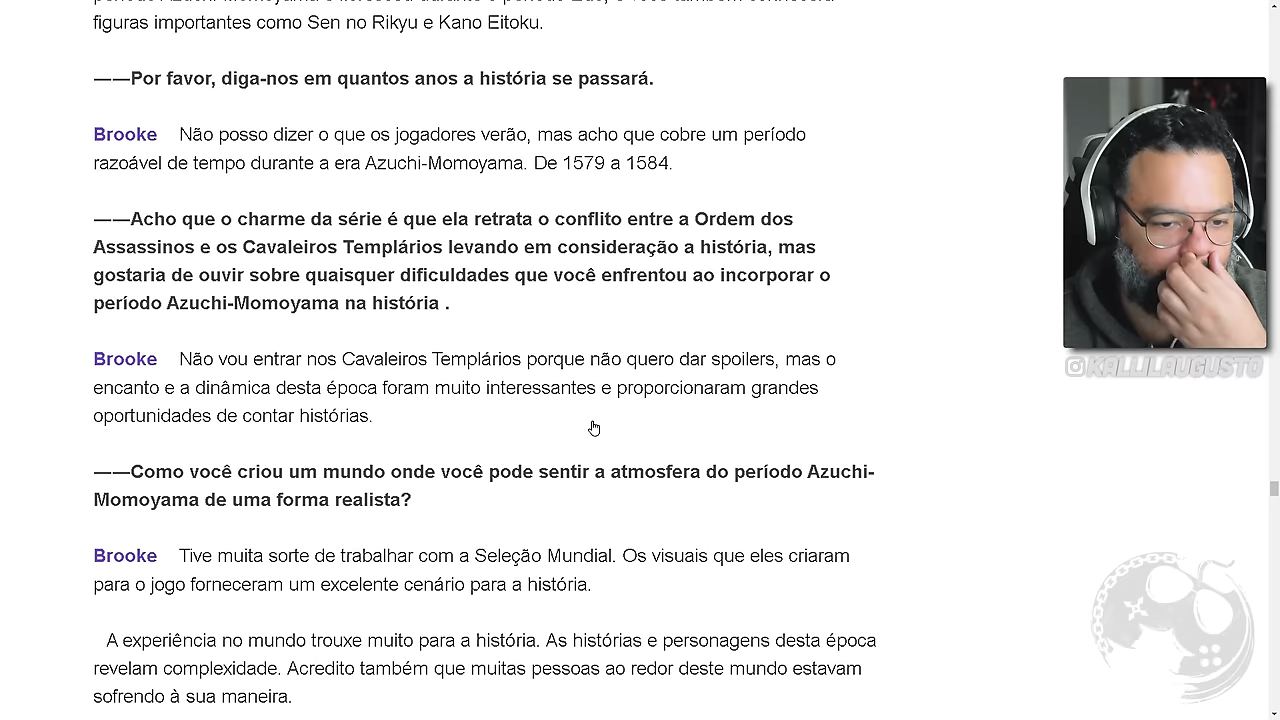 figuras importantes como Sen no Rikyu e Kano Eitoku.
——Por favor, diga-nos em quantos anos a história se passará.
Brooke Não posso dizer o que os jogadores verão, mas acho que cobre um período
razoável de tempo durante a era Azuchi-Momoyama. De 1579 a 1584.
——Acho que o charme da série é que ela retrata o conflito entre a Ordem dos
Assassinos e os Cavaleiros Templários levando em consideração a história, mas
gostaria de ouvir sobre quaisquer dificuldades que você enfrentou ao incorporar o
período Azuchi-Momoyama na história .
Brooke Não vou entrar nos Cavaleiros Templários porque não quero dar spoilers, mas o
encanto e a dinâmica desta época foram muito interessantes e proporcionaram grandes
oportunidades de contar histórias.
——Como você criou um mundo onde você pode sentir a atmosfera do período Azuchi-
Momoyama de uma forma realista?
Brooke Tive muita sorte de trabalhar com a Seleção Mundial. Os visuais que eles criaram
para o jogo forneceram um excelente cenário para a história.
A experiência no mundo trouxe muito para a história. As histórias e personagens desta época
revelam complexidade. Acredito também que muitas pessoas ao redor deste mundo estavam
sofrendo à sua maneira.
@KALLILAUGUSTO